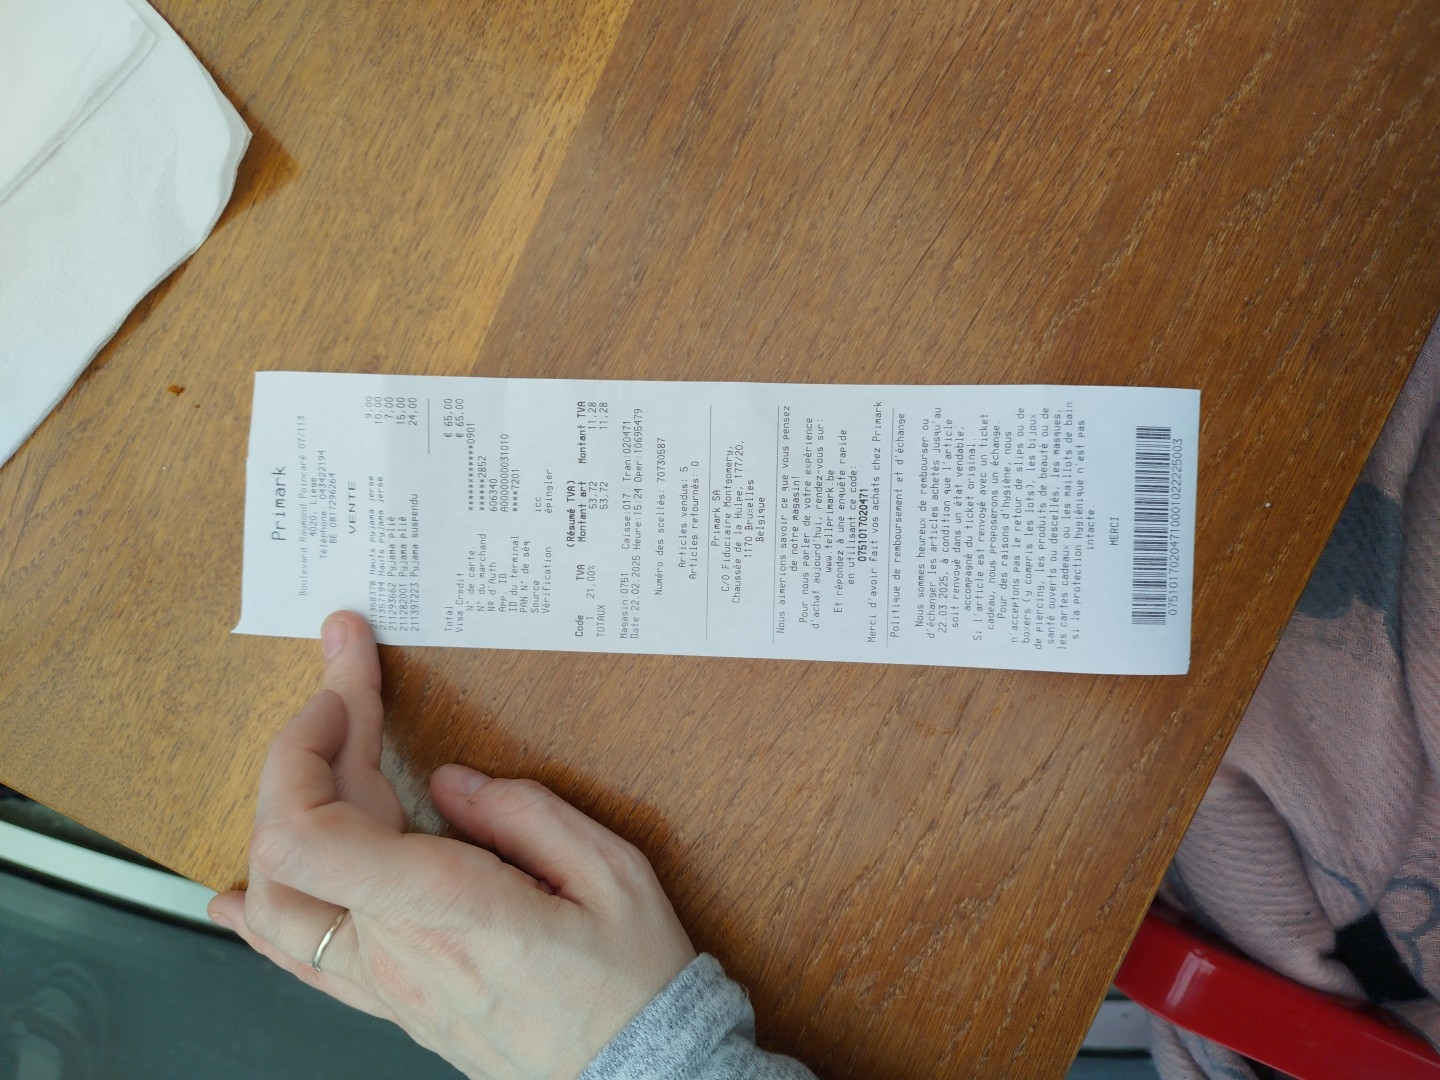 Primark
Boulevard Raymond Poincaré 07/113
4020, Liège
Téléphone 043422194
BE 0817296264
VENTE
211358378 Hauts pyjama jerse 9,00
211357194 Hauts pyjama jerse 10,00
211293662 Pyjama plié 7,00
211282001 Pyjama plié 15,00
211397223 Pyjama suspendu 24,00
Total € 65,00
Visa Credit € 65,00
N° de carte ************0901
N° du marchand ******2852
N° d'Auth 606340
App. ID A0000000031010
ID du terminal ****7201
PAN N° de séq
Source icc
Vérification épingler
(Résumé TVA)
Code TVA Montant art Montant TVA
1 21,00% 53,72 11,28
TOTAUX 53,72 11,28
Magasin:0751 Caisse:017 Tran:020471
Date:22.02.2025 Heure:15:24 Oper:10695479
Numéro des scellés: 70730587
Articles vendus: 5
Articles retournés: 0
Primark SA
C/O Fiduciaire Montgomery,
Chaussée de la Hulpe, 177/20,
1170 Bruxelles
Belgique
Nous aimerions savoir ce que vous pensez
de notre magasin!
Pour nous parler de votre expérience
d'achat aujourd'hui, rendez-vous sur:
www.tellprimark.be
Et répondez à une enquête rapide
en utilisant ce code:
0751017020471
Merci d'avoir fait vos achats chez Primark
Politique de remboursement et d'échange
Nous sommes heureux de rembourser ou
d'échanger les articles achetés jusqu'au
22.03.2025, à condition que l'article
soit renvoyé dans un état vendable,
accompagné du ticket original.
Si l'article est renvoyé avec un ticket
cadeau, nous proposerons un échange.
Pour des raisons d'hygiène, nous
n'acceptons pas le retour de slips ou de
boxers (y compris les lots), les bijoux
de piercing, les produits de beauté ou de
santé ouverts ou descellés, les masques,
les cartes cadeaux ou les maillots de bain
si la protection hygiénique n'est pas
intacte.
MERCI
07510170204710001022225003